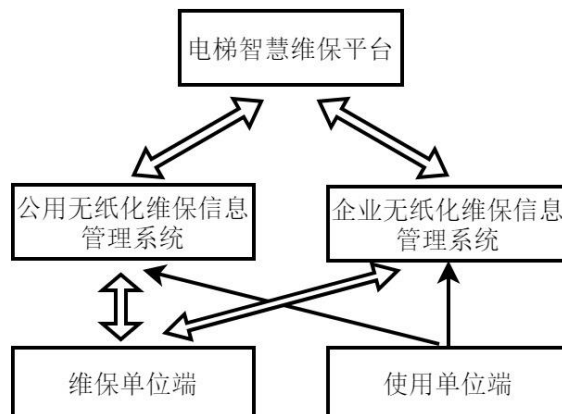 电梯智慧维保平台
公用无纸化维保信息
管理系统
企业无纸化维保信息
管理系统
维保单位端
使用单位端